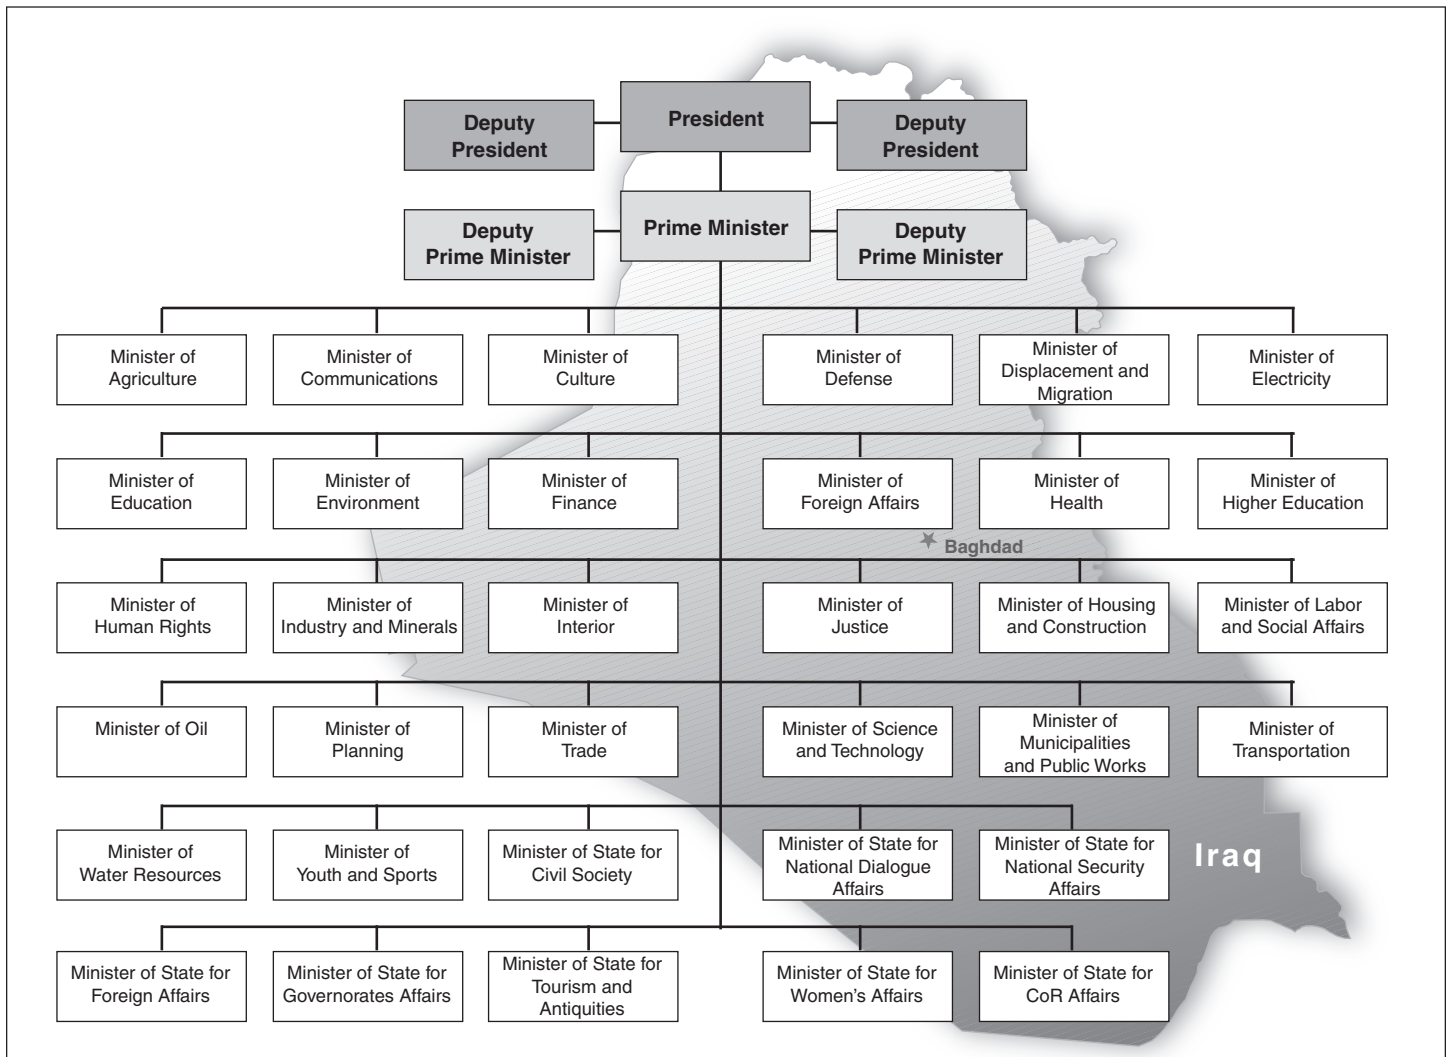 Deputy
President
President
Deputy
President
Deputy
Prime Minister
Prime Minister
Deputy
Prime Minister
Minister of
Agriculture
Minister of
Communications
Minister of
Culture
Minister of
Defense
Minister of
Displacement and
Migration
Minister of
Electricity
Minister of
Education
Minister of
Environment
Minister of
Finance
Minister of
Foreign Affairs
Minister of
Health
Minister of
Higher Education
Baghdad
Minister of
Human Rights
Minister of
Industry and Minerals
Minister of
Interior
Minister of
Justice
Minister of Housing
and Construction
Minister of Labor
and Social Affairs
Minister of Oil
Minister of
Planning
Minister of
Trade
Minister of Science
and Technology
Minister of
Municipalities
and Public Works
Minister of
Transportation
Minister of
Water Resources
Minister of
Youth and Sports
Minister of State for
Civil Society
Minister of State for
National Dialogue
Affairs
Minister of State for
National Security
Affairs
Iraq
Minister of State for
Foreign Affairs
Minister of State for
Governorates Affairs
Minister of State for
Tourism and
Antiquities
Minister of State for
Women's Affairs
Minister of State for
CoR Affairs